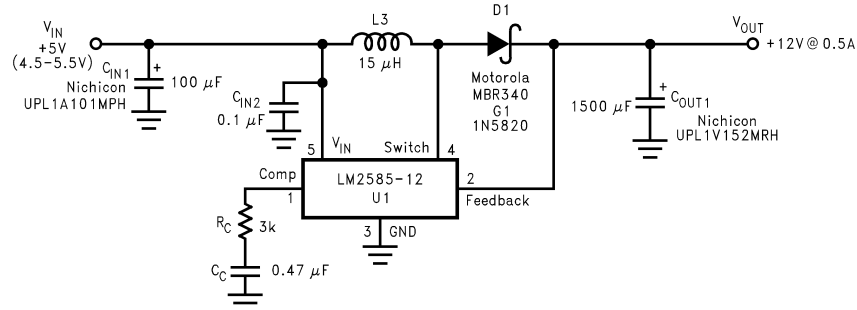 V_IN
+5V
(4.5-5.5V)
C_IN1
+
Nichicon
UPL1A101MPH
100 μF
C_IN2
0.1 μF
L3
15 μH
D1
Motorola
MBR340
G1
1N5820
V_OUT
+12V@0.5A
1500 μF
+
C_OUT1
Nichicon
UPL1V152MRH
5
V_IN
Switch
4
Comp
1
LM2585-12
U1
2
Feedback
3
GND
R_C
3k
C_C
0.47 μF